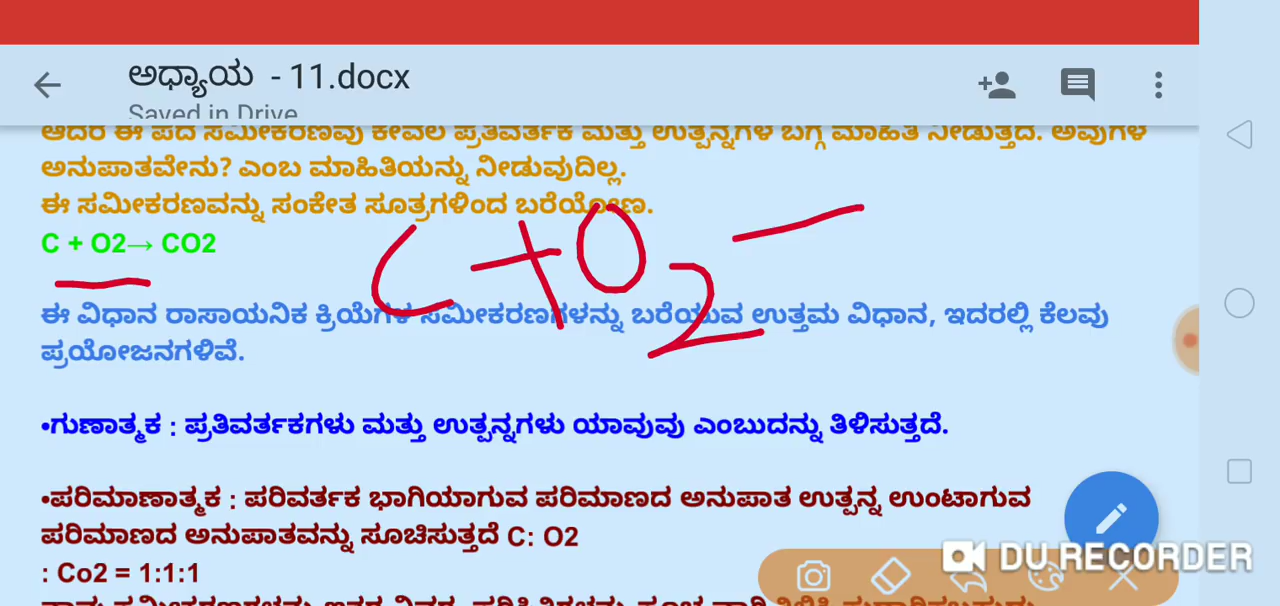 ಅಧ್ಯಾಯ - 11.docx
Saved in Drive
ಆದರೆ ಈ ಪದ ಸಮೀಕರಣವು ಕೇವಲ ಪ್ರತಿವರ್ತಕ ಮತ್ತು ಉತ್ಪನ್ನಗಳ ಬಗ್ಗೆ ಮಾಹಿತಿ ನೀಡುತ್ತದೆ. ಅವುಗಳ
ಅನುಪಾತವೇನು? ಎಂಬ ಮಾಹಿತಿಯನ್ನು ನೀಡುವುದಿಲ್ಲ.
ಈ ಸಮೀಕರಣವನ್ನು ಸಂಕೇತ ಸೂತ್ರಗಳಿಂದ ಬರೆಯೋಣ.
C + O2→ CO2
C + O2 —
ಈ ವಿಧಾನ ರಾಸಾಯನಿಕ ಕ್ರಿಯೆಗಳ ಸಮೀಕರಣಗಳನ್ನು ಬರೆಯುವ ಉತ್ತಮ ವಿಧಾನ, ಇದರಲ್ಲಿ ಕೆಲವು
ಪ್ರಯೋಜನಗಳಿವೆ.
•ಗುಣಾತ್ಮಕ : ಪ್ರತಿವರ್ತಕಗಳು ಮತ್ತು ಉತ್ಪನ್ನಗಳು ಯಾವುವು ಎಂಬುದನ್ನು ತಿಳಿಸುತ್ತದೆ.
•ಪರಿಮಾಣಾತ್ಮಕ : ಪರಿವರ್ತಕ ಭಾಗಿಯಾಗುವ ಪರಿಮಾಣದ ಅನುಪಾತ ಉತ್ಪನ್ನ ಉಂಟಾಗುವ
ಪರಿಮಾಣದ ಅನುಪಾತವನ್ನು ಸೂಚಿಸುತ್ತದೆ C: O2
: Co2 = 1:1:1
DU RECORDER